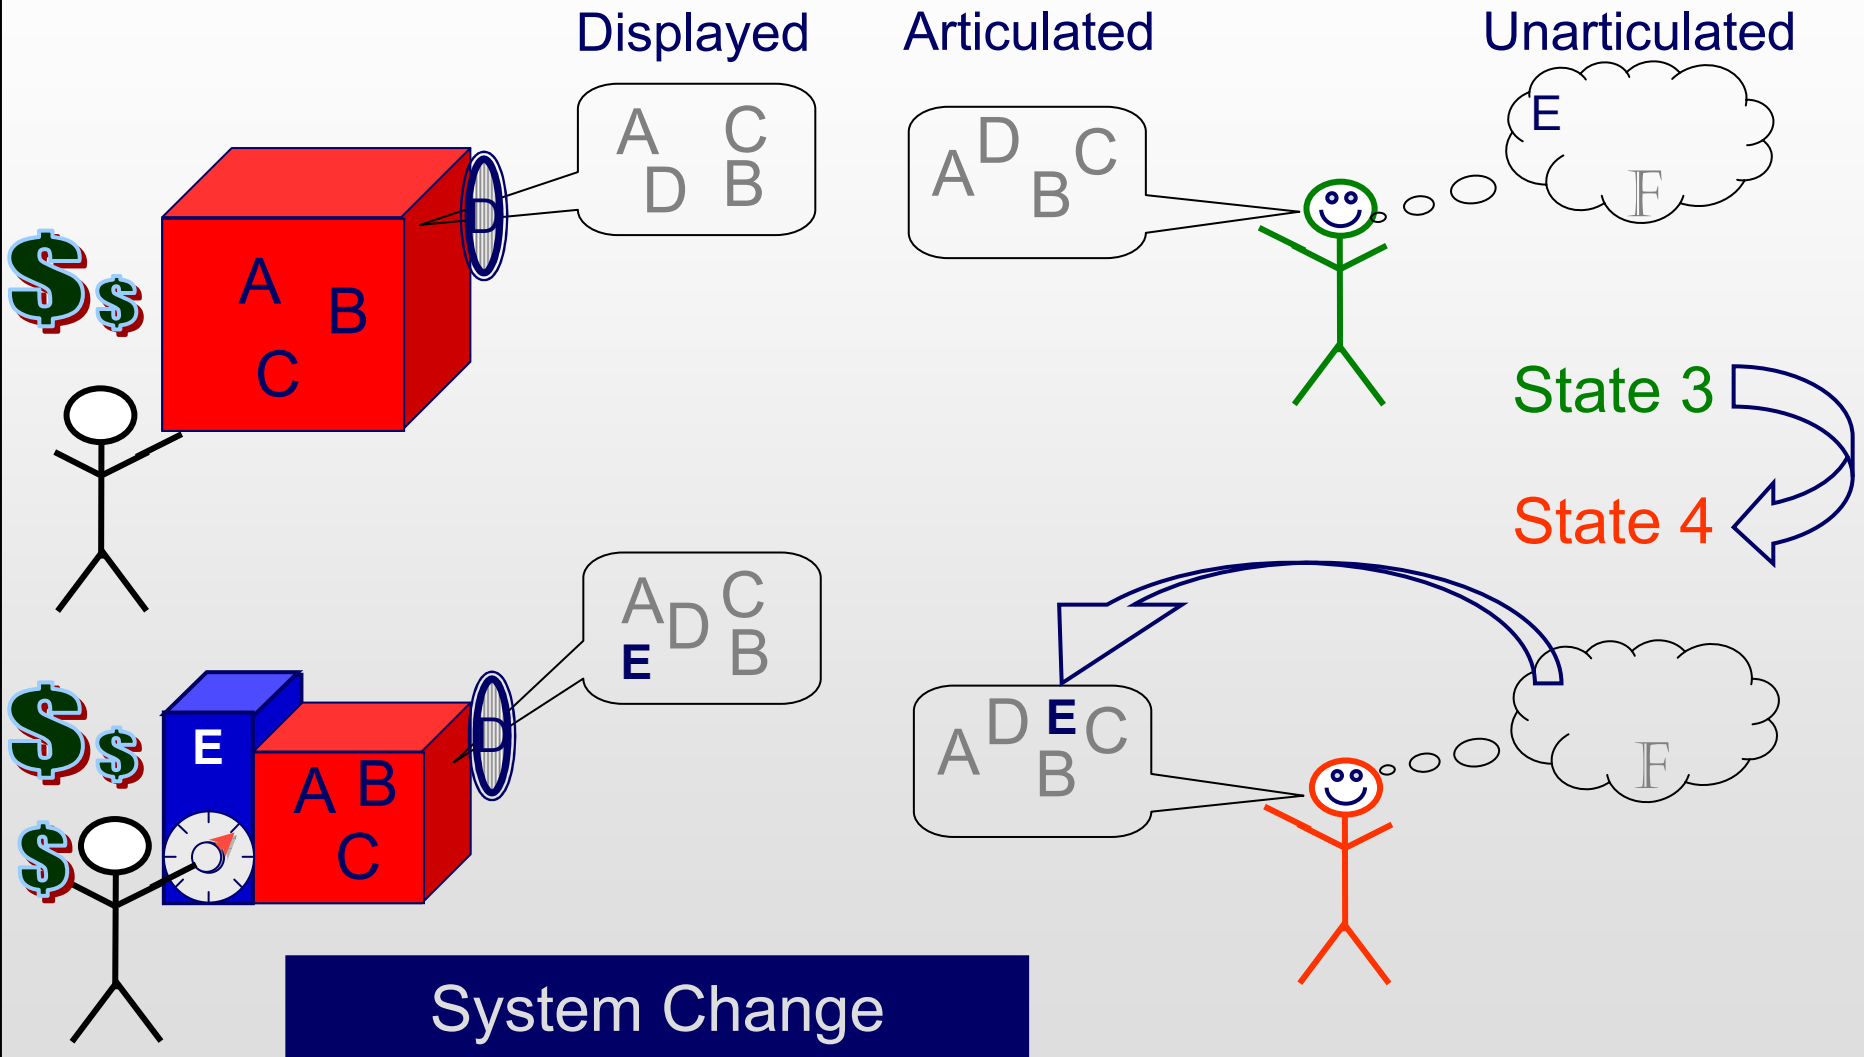 Displayed Articulated Unarticulated
A C
D B
A D C
B
E
F
D
A B
C
$ $
State 3
State 4
A D C
E B
E
A B
C
D
$ $
$
A D E C
B
F
System Change